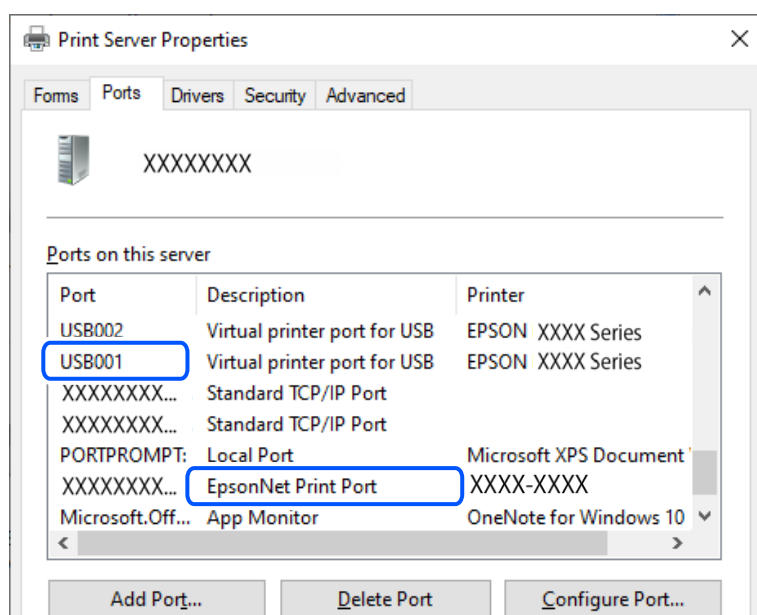 Print Server Properties
Forms Ports Drivers Security Advanced
XXXXXXXX
Ports on this server
Port Description Printer
USB002 Virtual printer port for USB EPSON XXXX Series
USB001 Virtual printer port for USB EPSON XXXX Series
XXXXXXXX... Standard TCP/IP Port
XXXXXXXX... Standard TCP/IP Port
PORTPROMPT: Local Port Microsoft XPS Document
XXXXXXXX... EpsonNet Print Port XXXX-XXXX
Microsoft.Off... App Monitor OneNote for Windows 10
Add Port... Delete Port Configure Port...